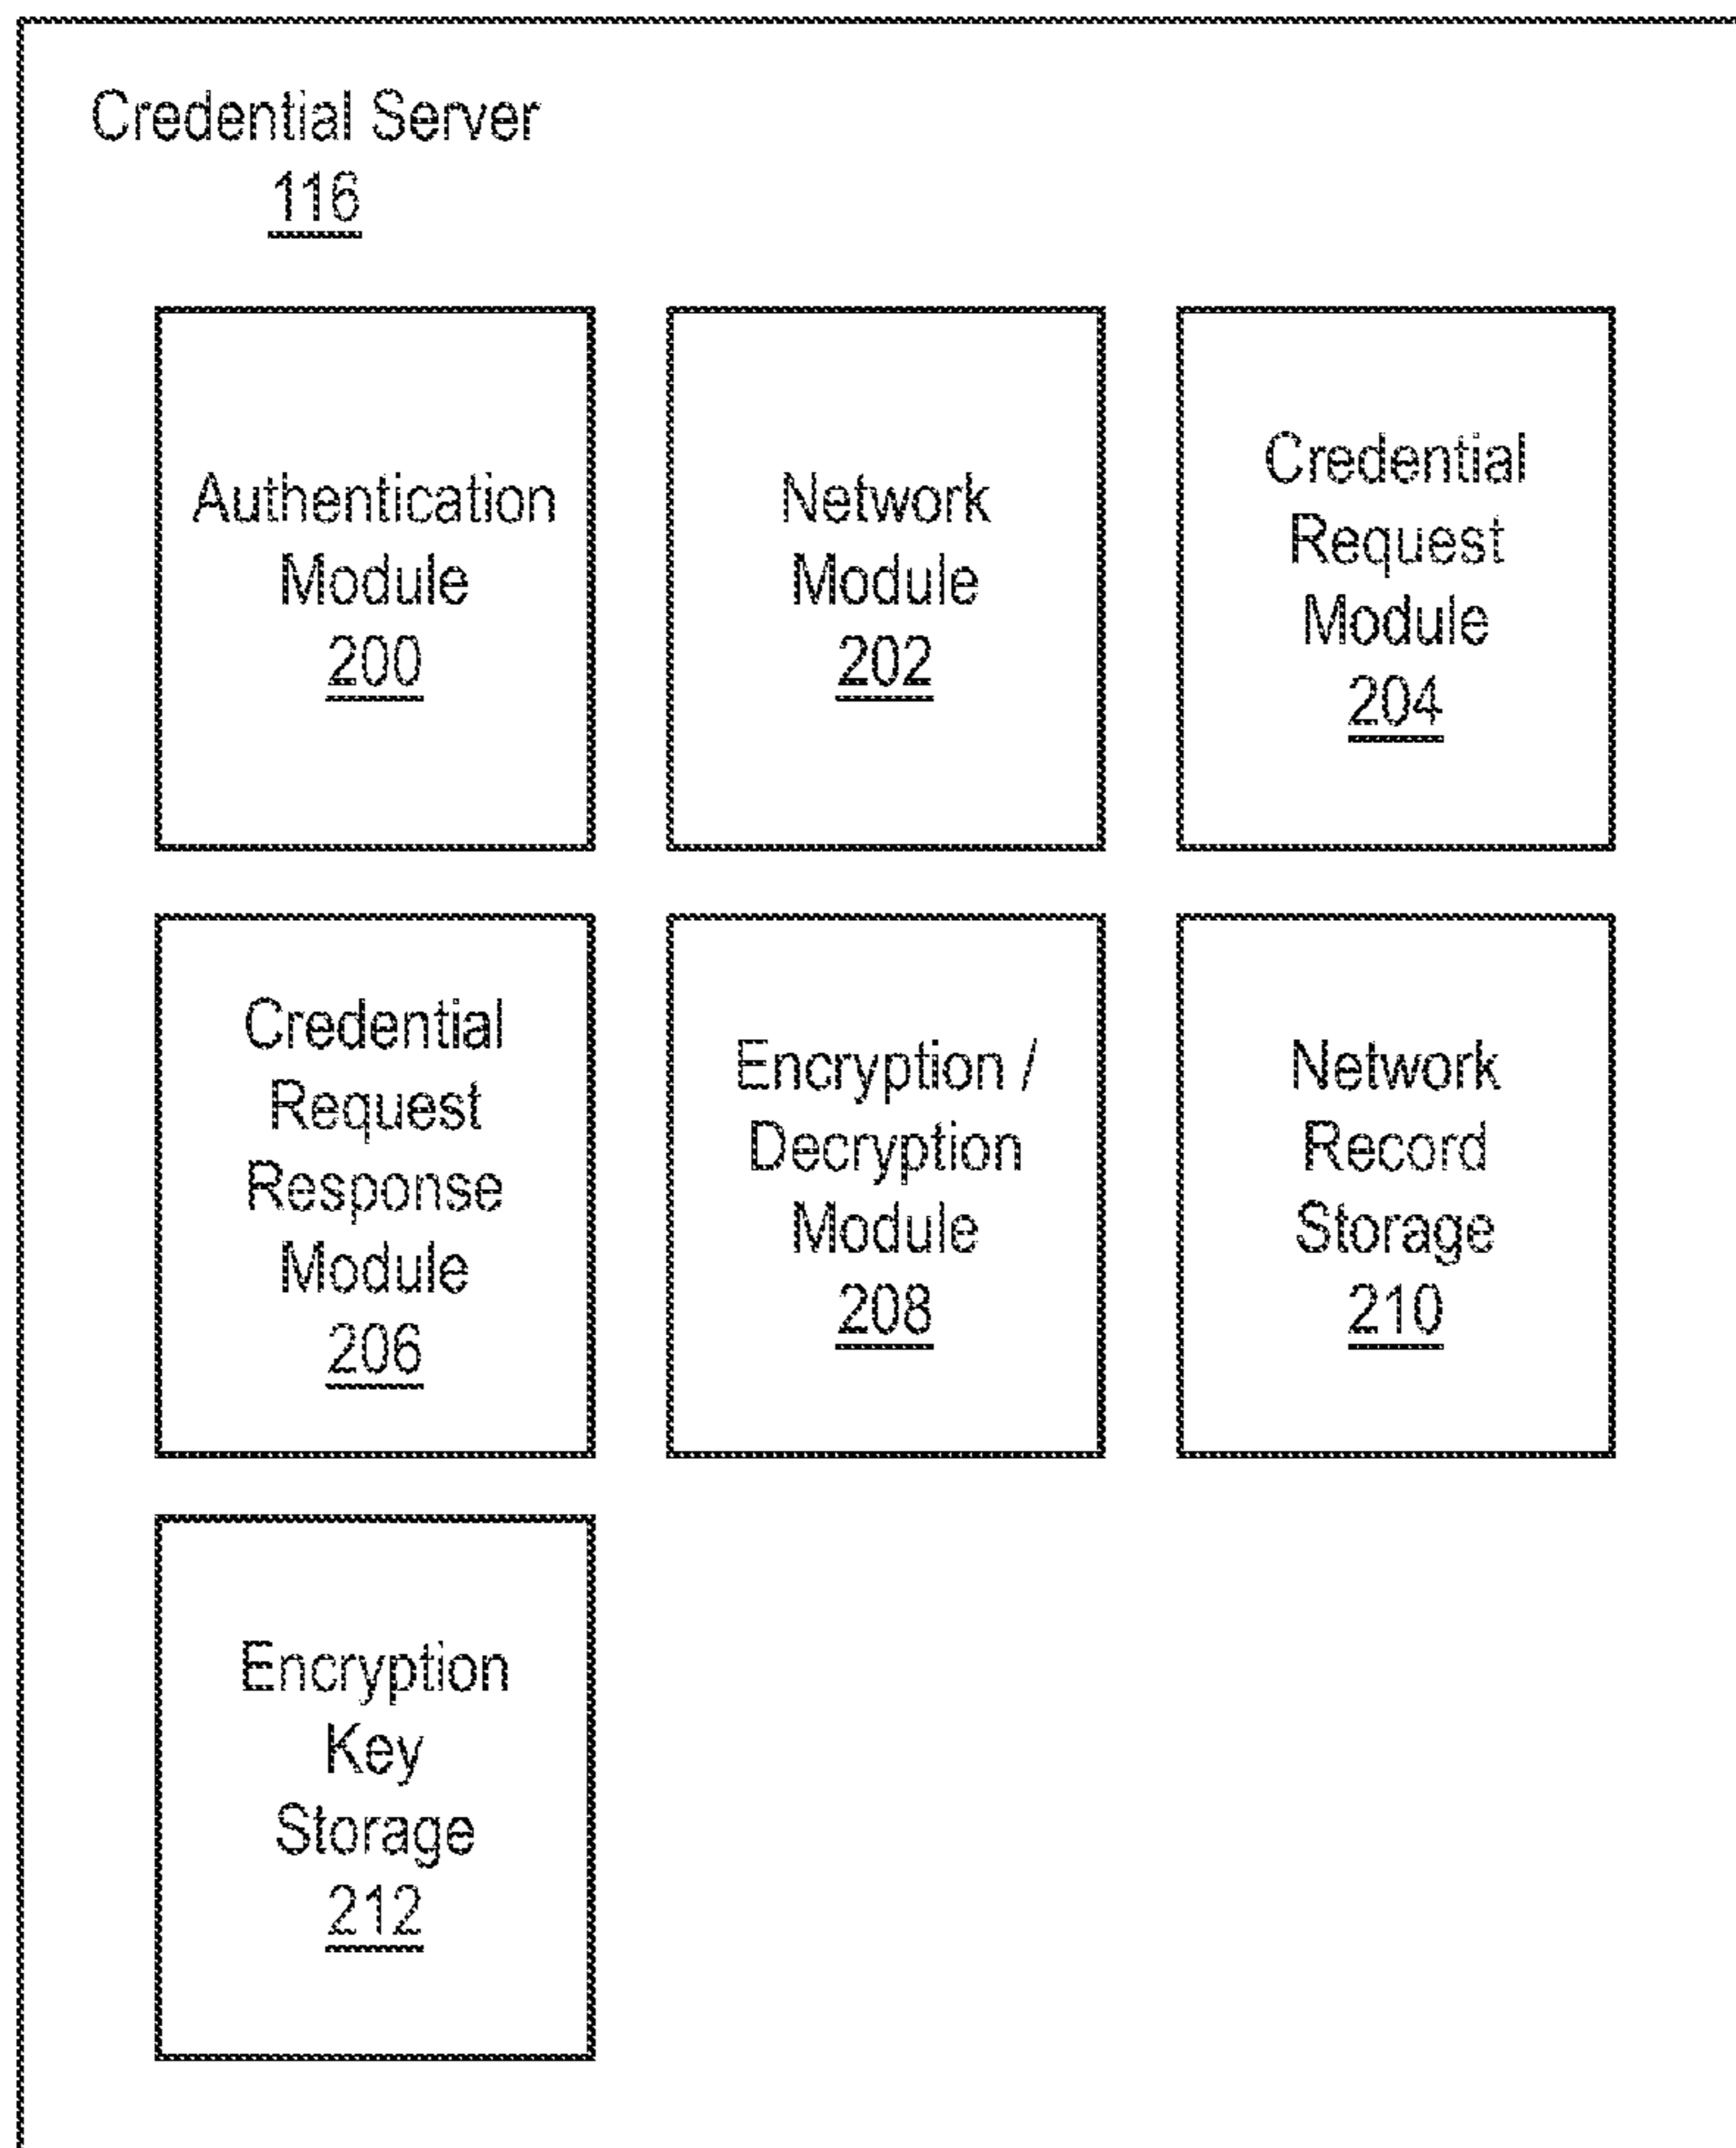 Credential Server
116
Authentication
Module
200
Network
Module
202
Credential
Request
Module
204
Credential
Request
Response
Module
206
Encryption /
Decryption
Module
208
Network
Record
Storage
210
Encryption
Key
Storage
212